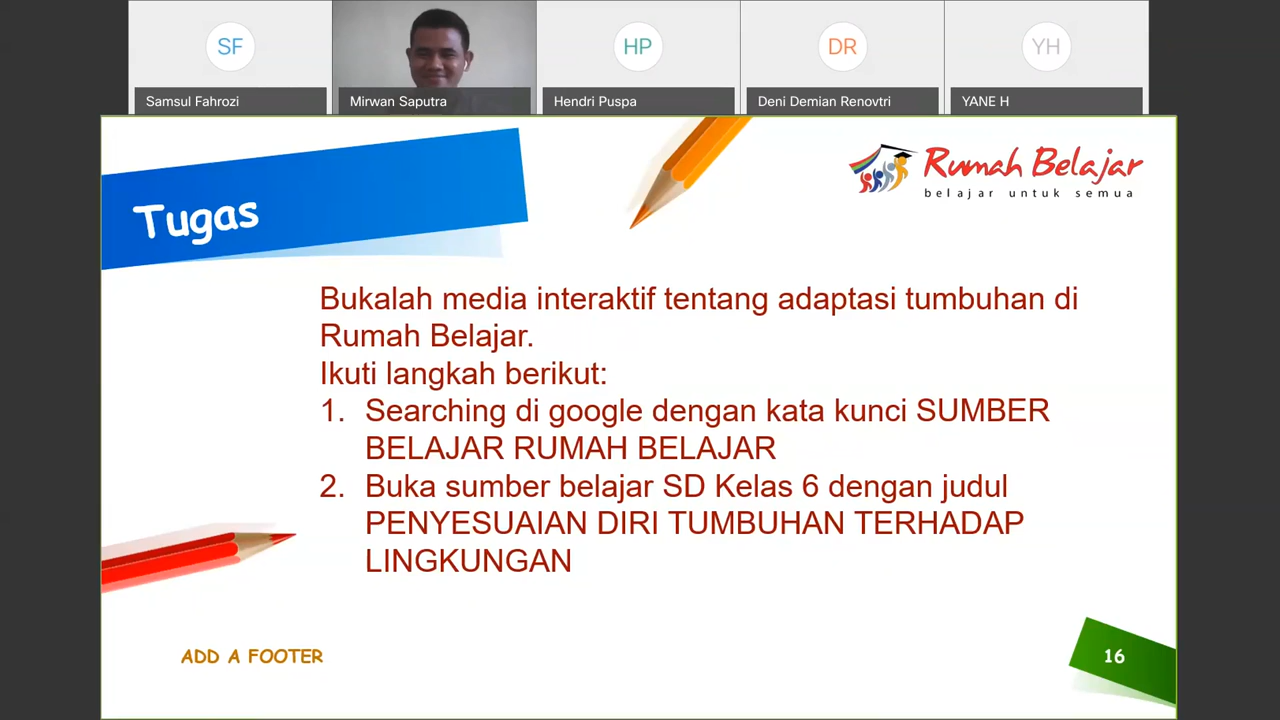 SF
HP
DR
YH
Samsul Fahrozi
Mirwan Saputra
Hendri Puspa
Deni Demian Renovtri
YANE H
Rumah Belajar
belajar untuk semua
Tugas
Bukalah media interaktif tentang adaptasi tumbuhan di
Rumah Belajar.
Ikuti langkah berikut:
1. Searching di google dengan kata kunci SUMBER
BELAJAR RUMAH BELAJAR
2. Buka sumber belajar SD Kelas 6 dengan judul
PENYESUAIAN DIRI TUMBUHAN TERHADAP
LINGKUNGAN
ADD A FOOTER
16